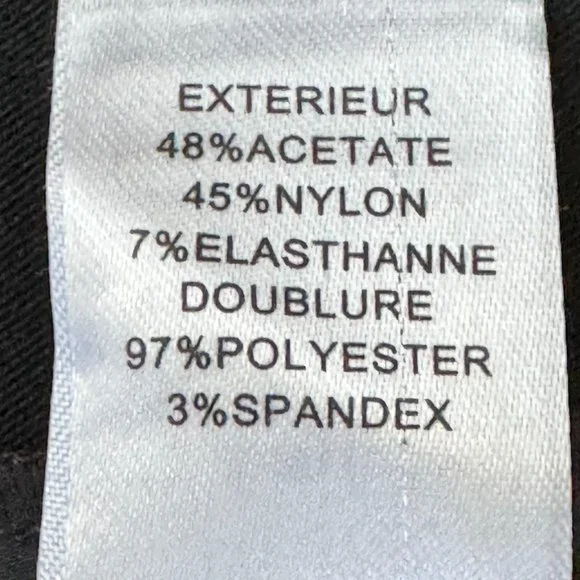 EXTERIEUR
48%ACETATE
45%NYLON
7%ELASTHANNE
DOUBLURE
97%POLYESTER
3%SPANDEX